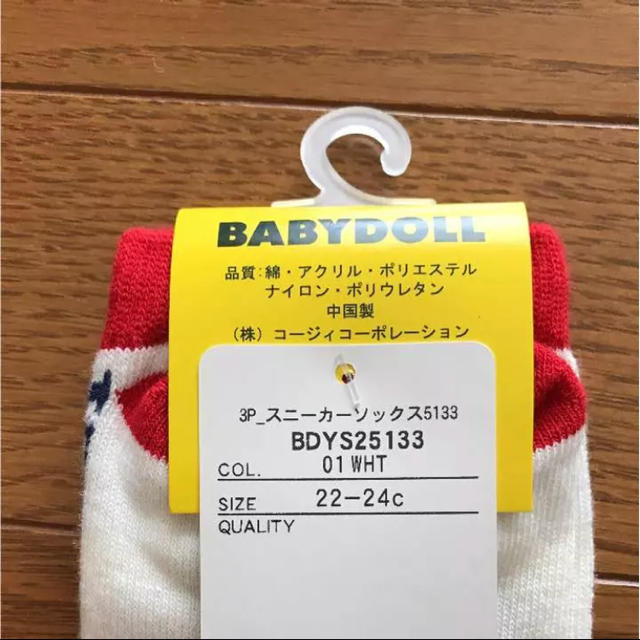 BABYDOLL
品質:綿・アクリル・ポリエステル
ナイロン・ポリウレタン
中国製
(株) コージィコーポレーション
3P_スニーカーソックス5133
BDYS25133
COL. 01 WHT
SIZE 22-24c
QUALITY